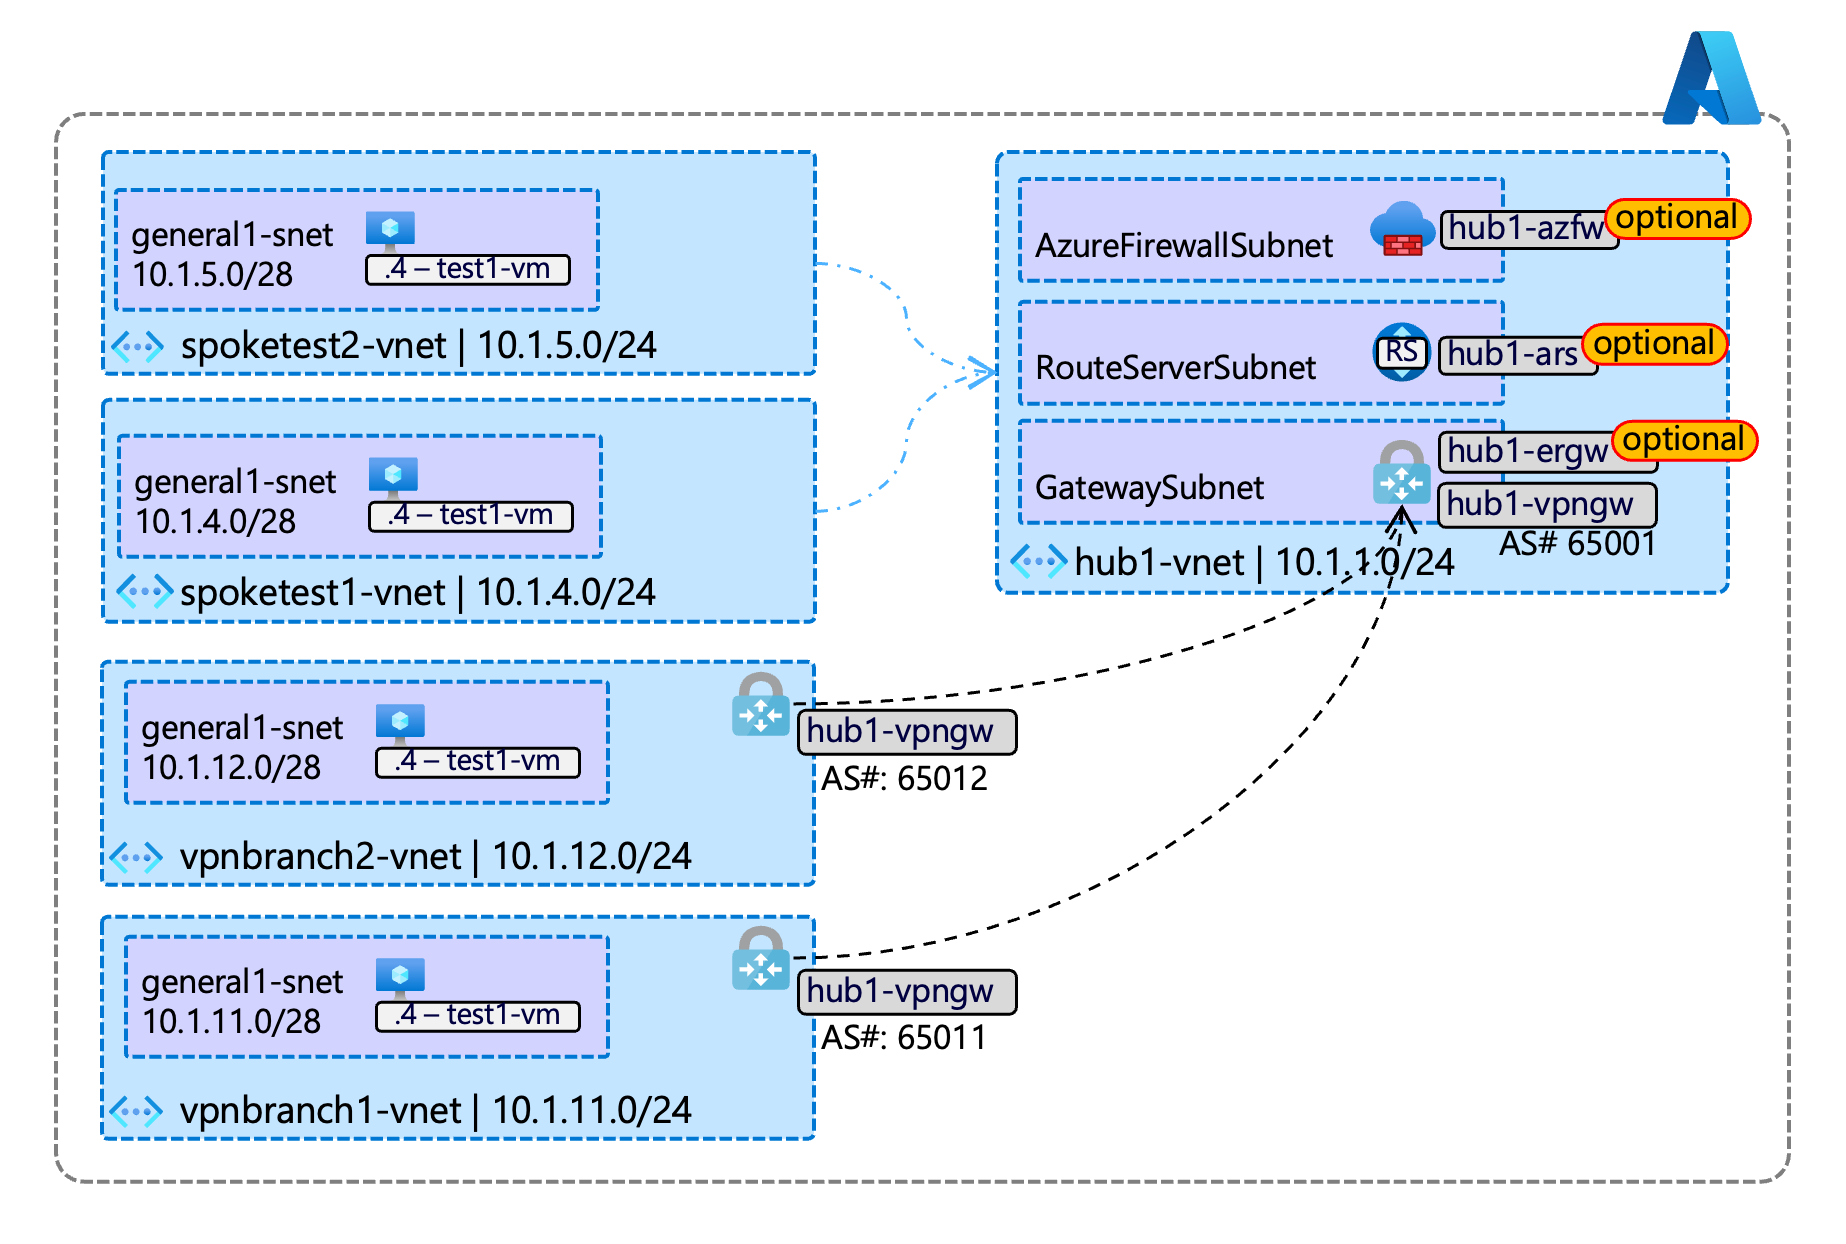 general1-snet
10.1.5.0/28
.4 – test1-vm
spoketest2-vnet | 10.1.5.0/24
general1-snet
10.1.4.0/28
.4 – test1-vm
spoketest1-vnet | 10.1.4.0/24
general1-snet
10.1.12.0/28
.4 – test1-vm
hub1-vpngw
AS#: 65012
vpnbranch2-vnet | 10.1.12.0/24
general1-snet
10.1.11.0/28
.4 – test1-vm
hub1-vpngw
AS#: 65011
vpnbranch1-vnet | 10.1.11.0/24
AzureFirewallSubnet
hub1-azfw
optional
RouteServerSubnet
RS
hub1-ars
optional
GatewaySubnet
hub1-ergw
optional
hub1-vpngw
AS# 65001
hub1-vnet | 10.1.1.0/24